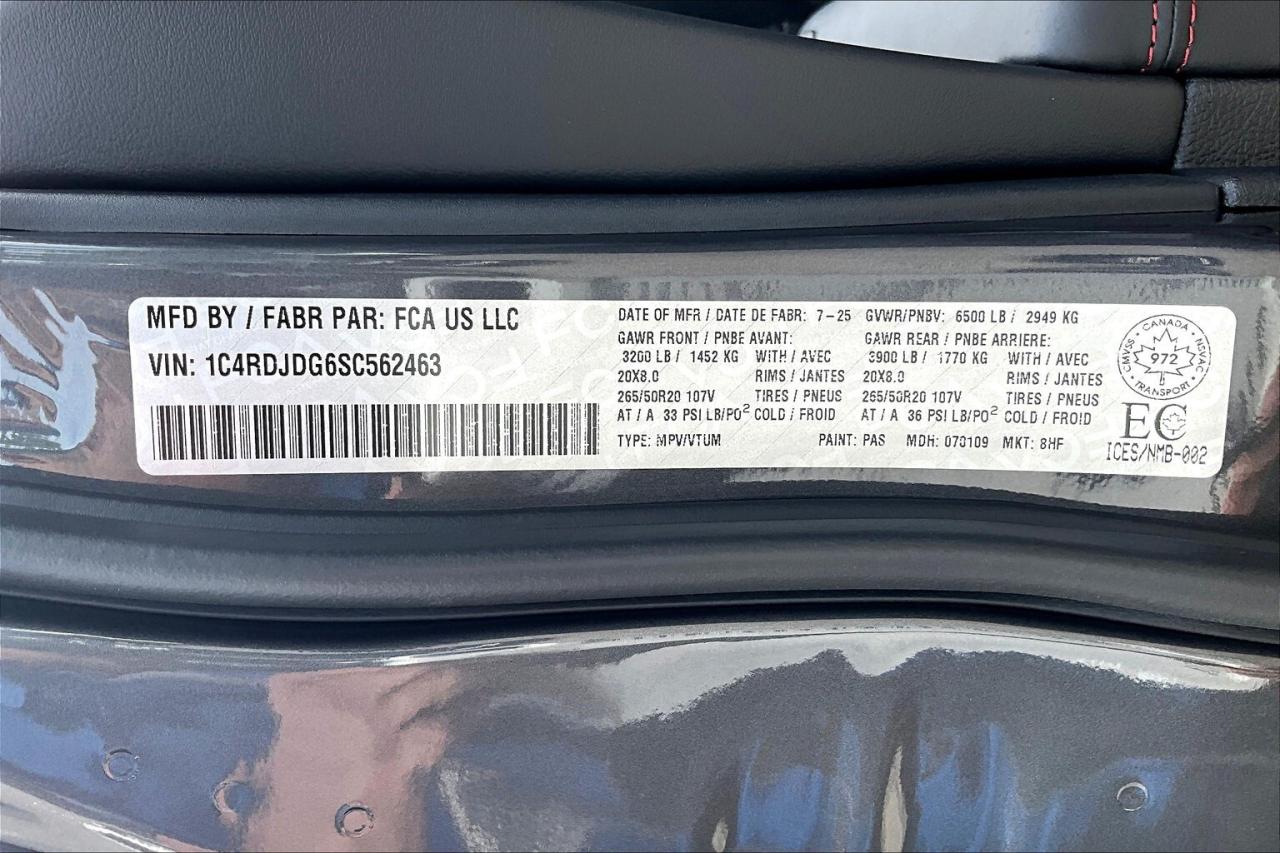 MFD BY / FABR PAR: FCA US LLC
VIN: 1C4RDJDG6SC562463
DATE OF MFR / DATE DE FABR: 7-25 GVWR/PNBV: 6500 LB / 2949 KG
GAWR FRONT / PNBE AVANT: GAWR REAR / PNBE ARRIERE:
3200 LB / 1452 KG WITH / AVEC 3900 LB / 1770 KG WITH / AVEC
20X8.0 RIMS / JANTES 20X8.0 RIMS / JANTES
265/50R20 107V TIRES / PNEUS 265/50R20 107V TIRES / PNEUS
AT / A 33 PSI LB/PO² COLD / FROID AT / A 36 PSI LB/PO² COLD / FROID
TYPE: MPV/VTUM PAINT: PAS MDH: 070109 MKT: 8HF
CANADA
CMVSS 972 NSVAC
TRANSPORT
EC
ICES/NMB-002